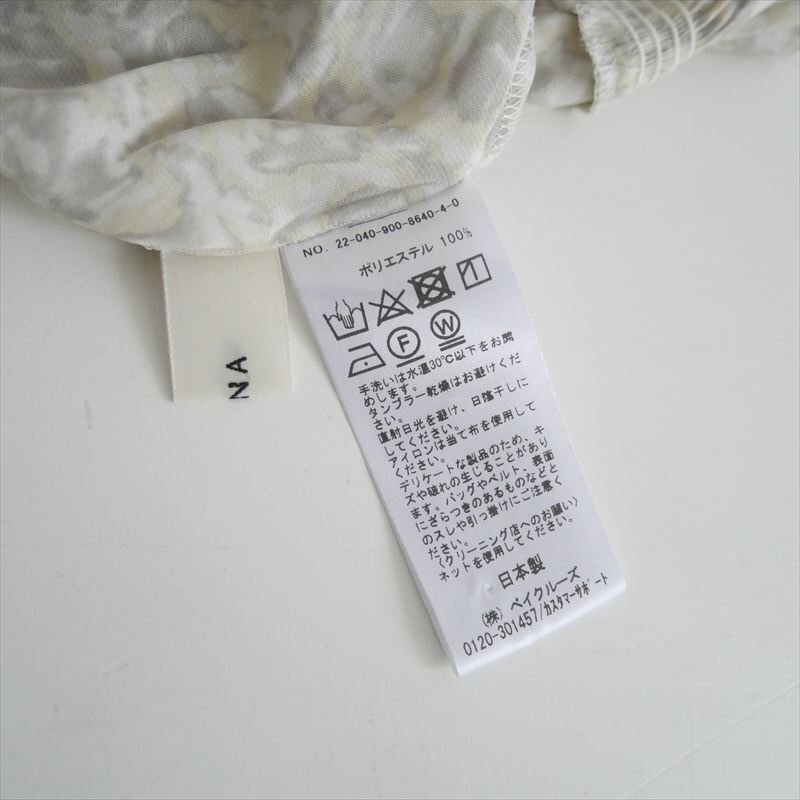 NO. 22-040-900-8640-4-0
ポリエステル 100%
F
W
手洗いは水温30℃以下をお薦
めします。
タンブラー乾燥はお避けくだ
さい。
直射日光を避け、日陰干しに
してください。
アイロンは当て布を使用して
ください。
デリケートな製品のため、キ
ズや破れの生じることがあり
ます。バッグやベルト、表面
にざらつきのあるものなどと
のスレや引っ掛けにご注意く
ださい。
〈クリーニング店へのお願い〉
ネットを使用してください。
日本製
(株) ベイクルーズ
0120-301457/カスタマーサポート
NA